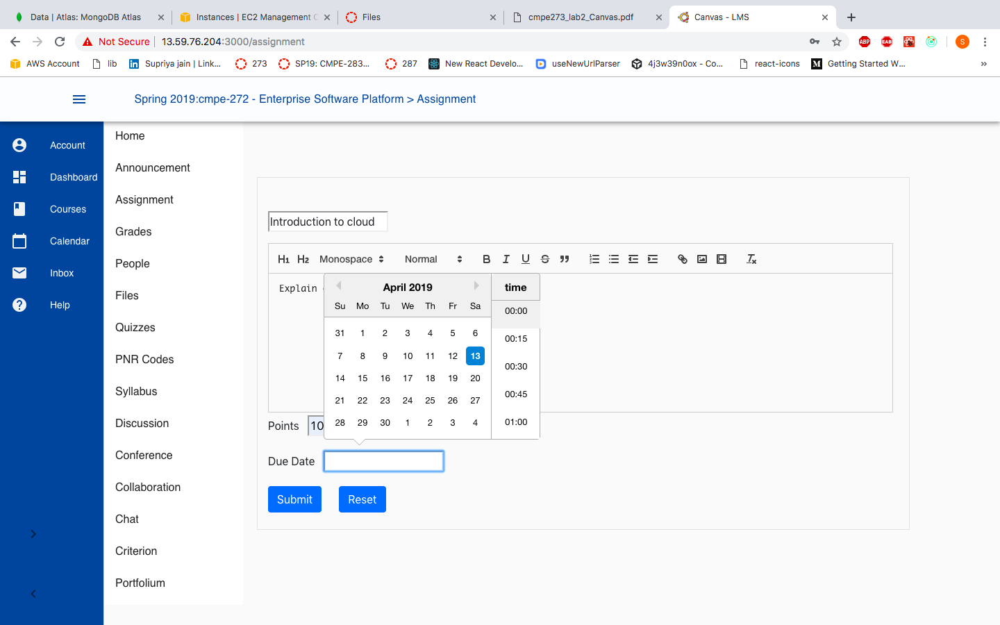 Data | Atlas: MongoDB Atlas
Instances | EC2 Management C
Files
cmpe273_lab2_Canvas.pdf
Canvas - LMS
Not Secure | 13.59.76.204:3000/assignment
ABP
EAB
S
AWS Account
lib
Supriya jain | Link...
273
SP19: CMPE-283...
287
New React Develo...
useNewUrlParser
4j3w39n0ox - Co...
react-icons
Getting Started W...
»
Spring 2019:cmpe-272 - Enterprise Software Platform > Assignment
Account
Dashboard
Courses
Calendar
Inbox
Help
Home
Announcement
Assignment
Grades
People
Files
Quizzes
PNR Codes
Syllabus
Discussion
Conference
Collaboration
Chat
Criterion
Portfolium
Introduction to cloud
H1 H2 Monospace Normal B I U S
Explain
April 2019
Su Mo Tu We Th Fr Sa
31 1 2 3 4 5 6
7 8 9 10 11 12 13
14 15 16 17 18 19 20
21 22 23 24 25 26 27
28 29 30 1 2 3 4
time
00:00
00:15
00:30
00:45
01:00
Points 10
Due Date
Submit Reset